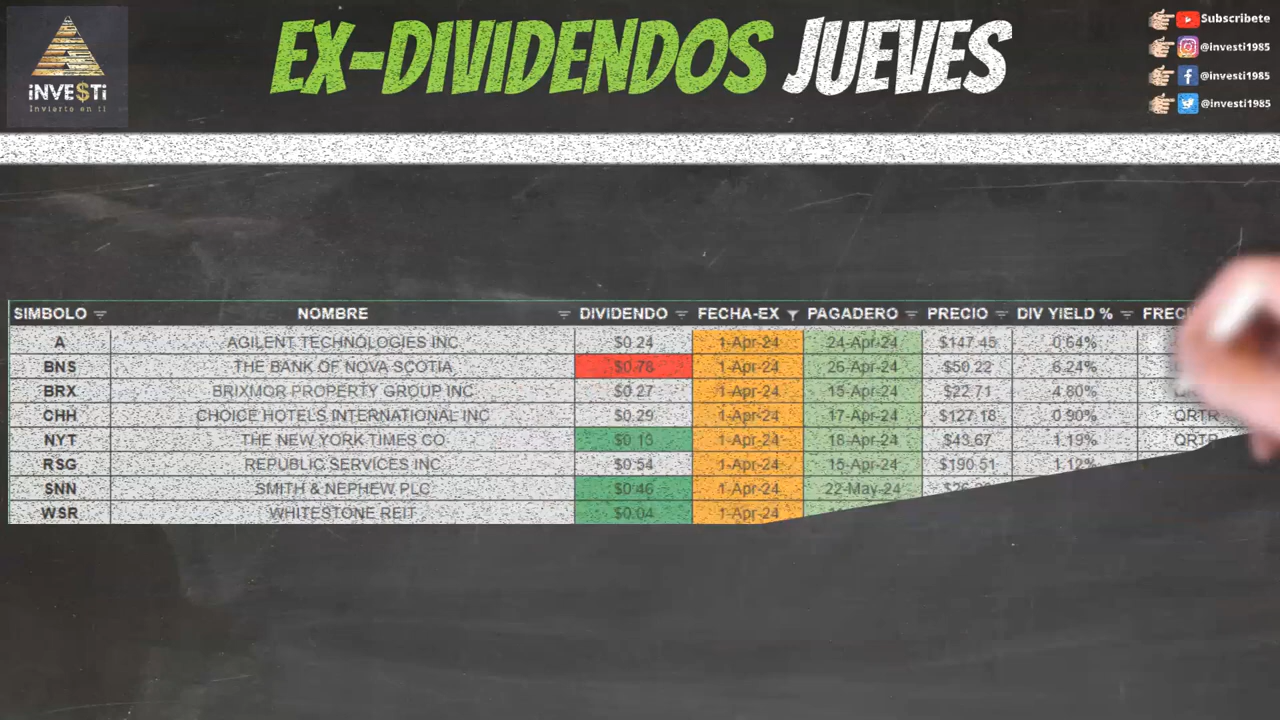 EX-DIVIDENDOS JUEVES
iNVE$Ti
Invierto en ti
Subscribete
@investi1985
@investi1985
@investi1985
SIMBOLO NOMBRE DIVIDENDO FECHA-EX PAGADERO PRECIO DIV YIELD %
A AGILENT TECHNOLOGIES INC $0.24 1-Apr-24 24-Apr-24 $147.45 0.64%
BNS THE BANK OF NOVA SCOTIA $0.78 1-Apr-24 26-Apr-24 $50.22 6.24%
BRX BRIXMOR PROPERTY GROUP INC $0.27 1-Apr-24 15-Apr-24 $22.71 4.80%
CHH CHOICE HOTELS INTERNATIONAL INC $0.29 1-Apr-24 17-Apr-24 $127.18 0.90% QRTR
NYT THE NEW YORK TIMES CO $0.13 1-Apr-24 18-Apr-24 $43.67 1.19% QRTR
RSG REPUBLIC SERVICES INC $0.54 1-Apr-24 15-Apr-24 $190.51 1.12%
SNN SMITH & NEPHEW PLC $0.46 1-Apr-24 22-May-24
WSR WHITESTONE REIT $0.04 1-Apr-24